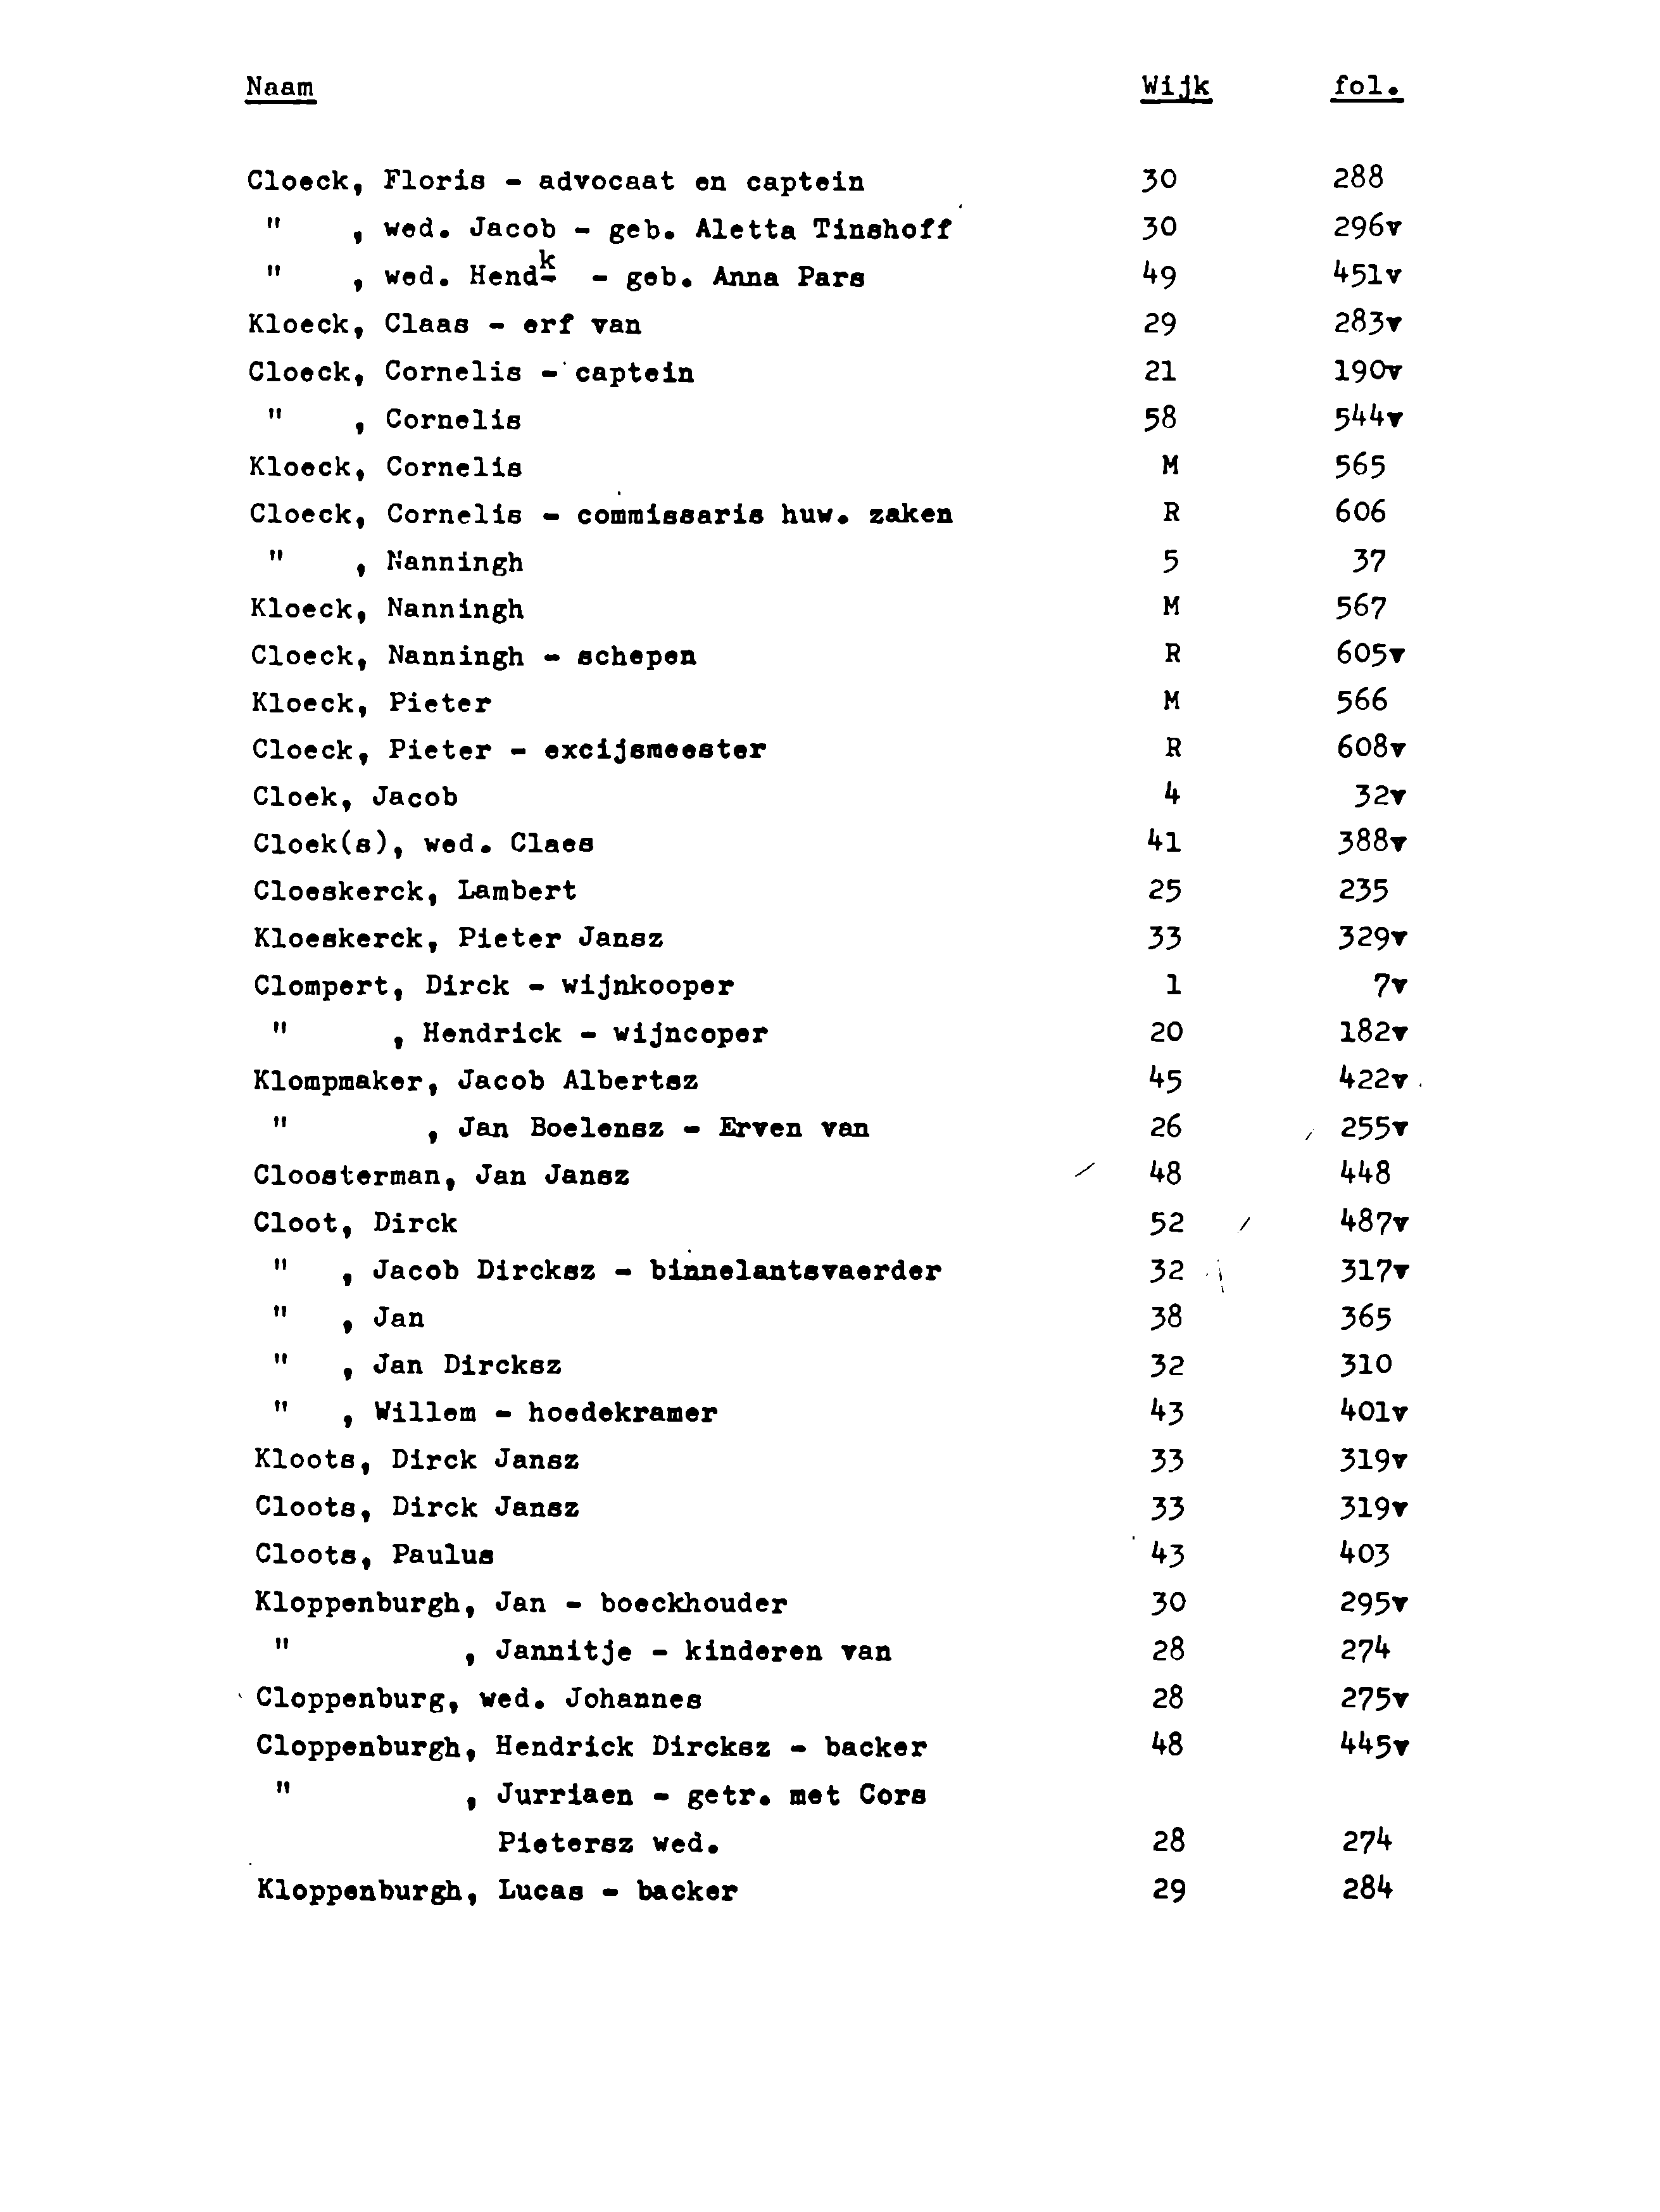 Naam Wijk fol.
Cloeck, Floris - advocaat en captein 30 288
" , wed. Jacob - geb. Aletta Tinshoff 30 296v
" , wed. Hendk - geb. Anna Pars 49 451v
Kloeck, Claas - erf van 29 283v
Cloeck, Cornelis - captein 21 190v
" , Cornelis 58 544v
Kloeck, Cornelis M 565
Cloeck, Cornelis - commissaris huw. zaken R 606
" , Nanningh 5 37
Kloeck, Nanningh M 567
Cloeck, Nanningh - schepen R 605v
Kloeck, Pieter M 566
Cloeck, Pieter - excijsmeester R 608v
Cloek, Jacob 4 32v
Cloek(s), wed. Claes 41 388v
Cloeskerck, Lambert 25 235
Kloeskerck, Pieter Jansz 33 329v
Clompert, Dirck - wijnkooper 1 7v
" , Hendrick - wijncoper 20 182v
Klompmaker, Jacob Albertsz 45 422v
" , Jan Boelensz - Erven van 26 255v
Cloosterman, Jan Jansz 48 448
Cloot, Dirck 52 487v
" , Jacob Dircksz - binnelantsvaerder 32 317v
" , Jan 38 365
" , Jan Dircksz 32 310
" , Willem - hoedekramer 43 401v
Kloots, Dirck Jansz 33 319v
Cloots, Dirck Jansz 33 319v
Cloots, Paulus 43 403
Kloppenburgh, Jan - boeckhouder 30 295v
" , Jannitje - kinderen van 28 274
Cloppenburg, wed. Johannes 28 275v
Cloppenburgh, Hendrick Dircksz - backer 48 445v
" , Jurriaen - getr. met Cors
Pietersz wed. 28 274
Kloppenburgh, Lucas - backer 29 284